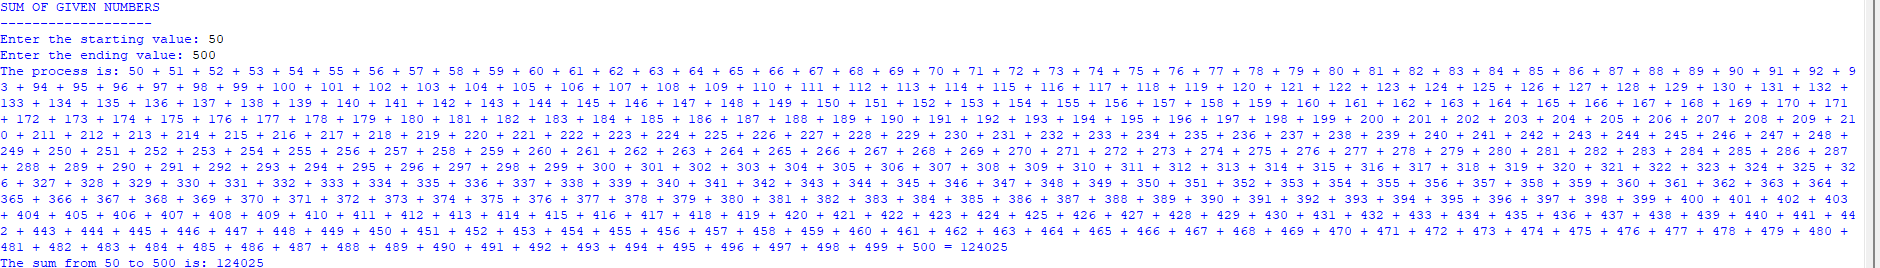 SUM OF GIVEN NUMBERS
-------------------
Enter the starting value: 50
Enter the ending value: 500
The process is: 50 + 51 + 52 + 53 + 54 + 55 + 56 + 57 + 58 + 59 + 60 + 61 + 62 + 63 + 64 + 65 + 66 + 67 + 68 + 69 + 70 + 71 + 72 + 73 + 74 + 75 + 76 + 77 + 78 + 79 + 80 + 81 + 82 + 83 + 84 + 85 + 86 + 87 + 88 + 89 + 90 + 91 + 92 + 9
3 + 94 + 95 + 96 + 97 + 98 + 99 + 100 + 101 + 102 + 103 + 104 + 105 + 106 + 107 + 108 + 109 + 110 + 111 + 112 + 113 + 114 + 115 + 116 + 117 + 118 + 119 + 120 + 121 + 122 + 123 + 124 + 125 + 126 + 127 + 128 + 129 + 130 + 131 + 132 +
133 + 134 + 135 + 136 + 137 + 138 + 139 + 140 + 141 + 142 + 143 + 144 + 145 + 146 + 147 + 148 + 149 + 150 + 151 + 152 + 153 + 154 + 155 + 156 + 157 + 158 + 159 + 160 + 161 + 162 + 163 + 164 + 165 + 166 + 167 + 168 + 169 + 170 + 171
+ 172 + 173 + 174 + 175 + 176 + 177 + 178 + 179 + 180 + 181 + 182 + 183 + 184 + 185 + 186 + 187 + 188 + 189 + 190 + 191 + 192 + 193 + 194 + 195 + 196 + 197 + 198 + 199 + 200 + 201 + 202 + 203 + 204 + 205 + 206 + 207 + 208 + 209 + 21
0 + 211 + 212 + 213 + 214 + 215 + 216 + 217 + 218 + 219 + 220 + 221 + 222 + 223 + 224 + 225 + 226 + 227 + 228 + 229 + 230 + 231 + 232 + 233 + 234 + 235 + 236 + 237 + 238 + 239 + 240 + 241 + 242 + 243 + 244 + 245 + 246 + 247 + 248 +
249 + 250 + 251 + 252 + 253 + 254 + 255 + 256 + 257 + 258 + 259 + 260 + 261 + 262 + 263 + 264 + 265 + 266 + 267 + 268 + 269 + 270 + 271 + 272 + 273 + 274 + 275 + 276 + 277 + 278 + 279 + 280 + 281 + 282 + 283 + 284 + 285 + 286 + 287
+ 288 + 289 + 290 + 291 + 292 + 293 + 294 + 295 + 296 + 297 + 298 + 299 + 300 + 301 + 302 + 303 + 304 + 305 + 306 + 307 + 308 + 309 + 310 + 311 + 312 + 313 + 314 + 315 + 316 + 317 + 318 + 319 + 320 + 321 + 322 + 323 + 324 + 325 + 32
6 + 327 + 328 + 329 + 330 + 331 + 332 + 333 + 334 + 335 + 336 + 337 + 338 + 339 + 340 + 341 + 342 + 343 + 344 + 345 + 346 + 347 + 348 + 349 + 350 + 351 + 352 + 353 + 354 + 355 + 356 + 357 + 358 + 359 + 360 + 361 + 362 + 363 + 364 +
365 + 366 + 367 + 368 + 369 + 370 + 371 + 372 + 373 + 374 + 375 + 376 + 377 + 378 + 379 + 380 + 381 + 382 + 383 + 384 + 385 + 386 + 387 + 388 + 389 + 390 + 391 + 392 + 393 + 394 + 395 + 396 + 397 + 398 + 399 + 400 + 401 + 402 + 403
+ 404 + 405 + 406 + 407 + 408 + 409 + 410 + 411 + 412 + 413 + 414 + 415 + 416 + 417 + 418 + 419 + 420 + 421 + 422 + 423 + 424 + 425 + 426 + 427 + 428 + 429 + 430 + 431 + 432 + 433 + 434 + 435 + 436 + 437 + 438 + 439 + 440 + 441 + 44
2 + 443 + 444 + 445 + 446 + 447 + 448 + 449 + 450 + 451 + 452 + 453 + 454 + 455 + 456 + 457 + 458 + 459 + 460 + 461 + 462 + 463 + 464 + 465 + 466 + 467 + 468 + 469 + 470 + 471 + 472 + 473 + 474 + 475 + 476 + 477 + 478 + 479 + 480 +
481 + 482 + 483 + 484 + 485 + 486 + 487 + 488 + 489 + 490 + 491 + 492 + 493 + 494 + 495 + 496 + 497 + 498 + 499 + 500 = 124025
The sum from 50 to 500 is: 124025